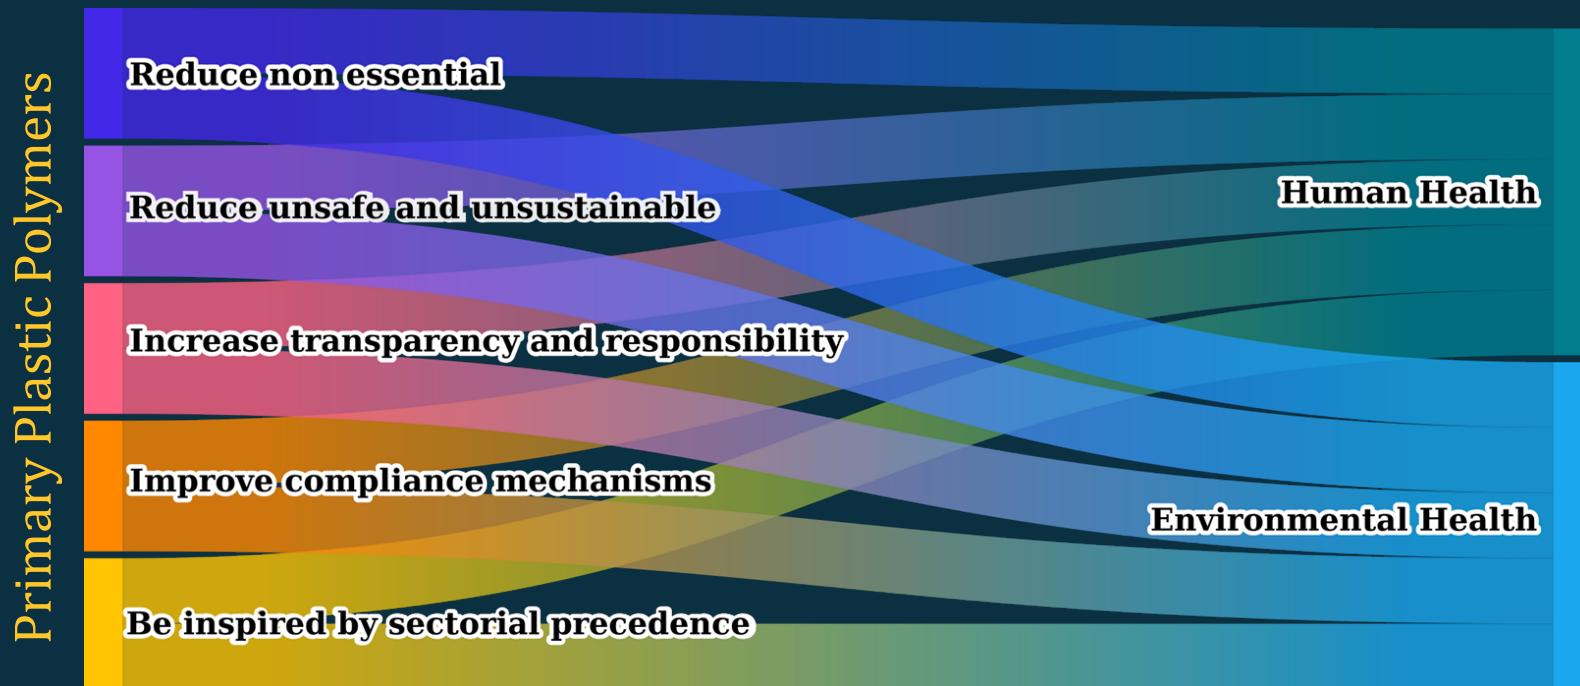 Primary Plastic Polymers
Reduce non essential
Reduce unsafe and unsustainable
Increase transparency and responsibility
Improve compliance mechanisms
Be inspired by sectorial precedence
Human Health
Environmental Health